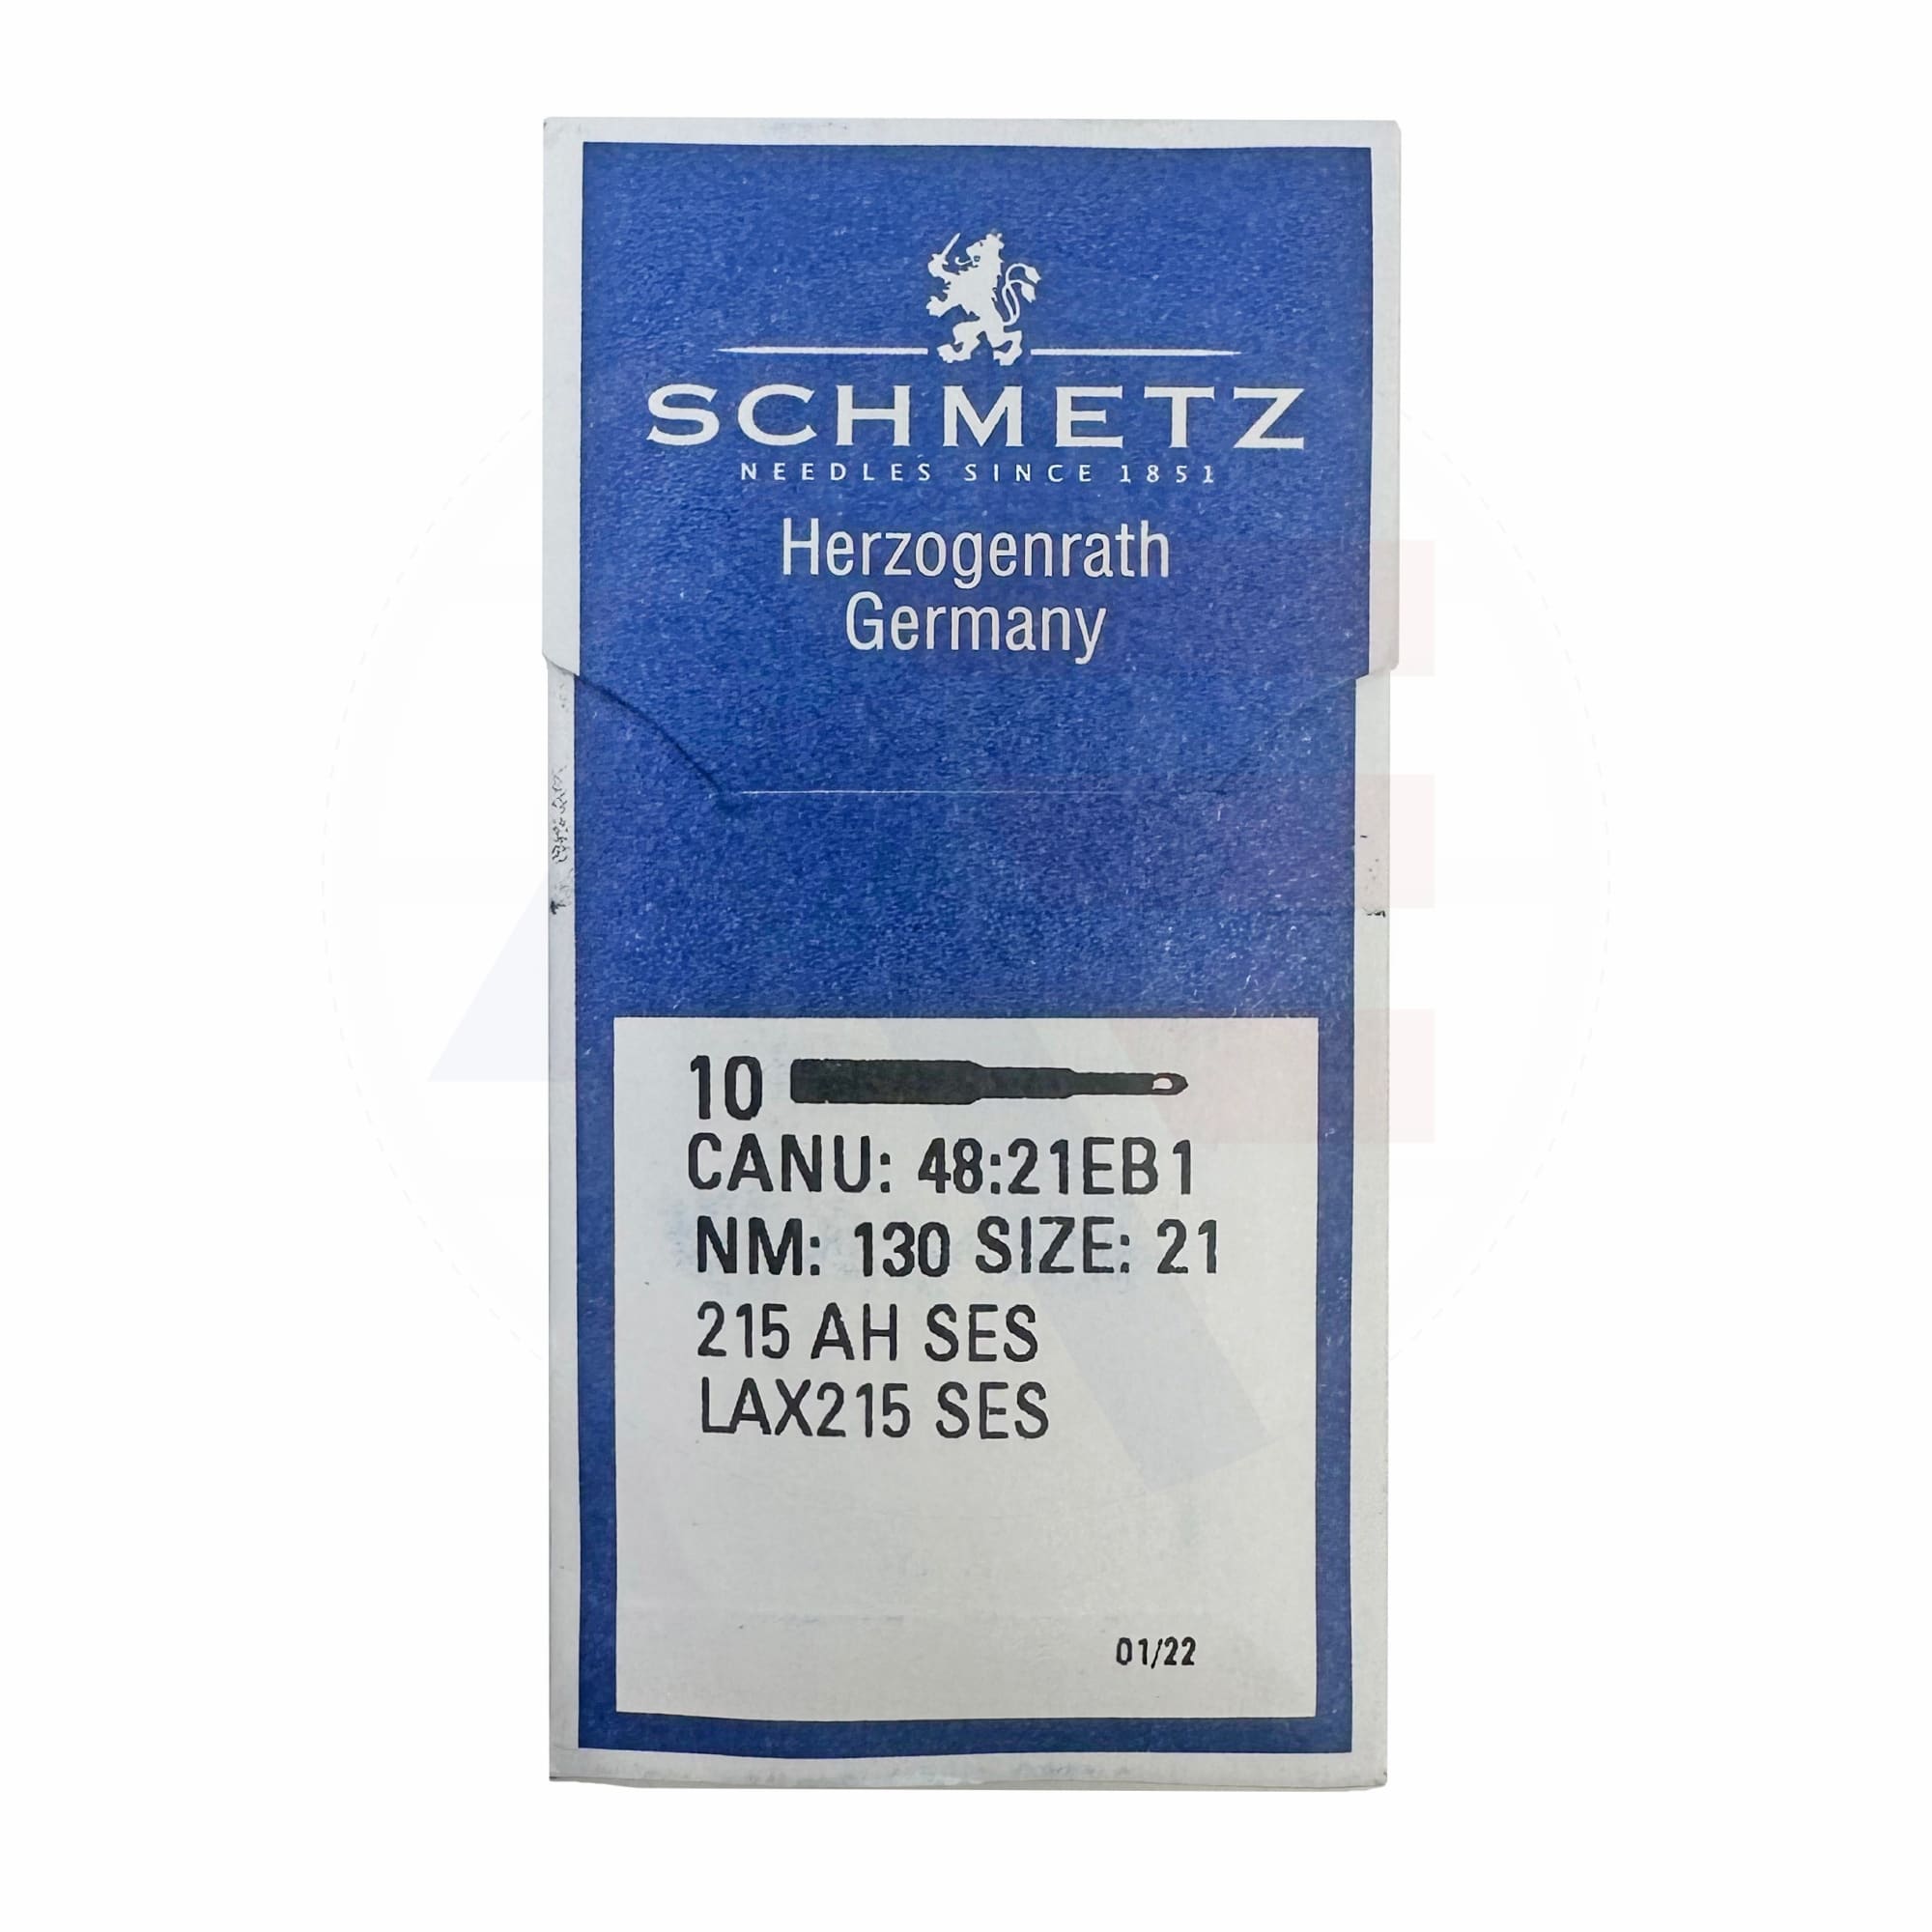 SCHMETZ
NEEDLES SINCE 1851
Herzogenrath
Germany
10
CANU: 48:21EB1
NM: 130 SIZE: 21
215 AH SES
LAX215 SES
01/22